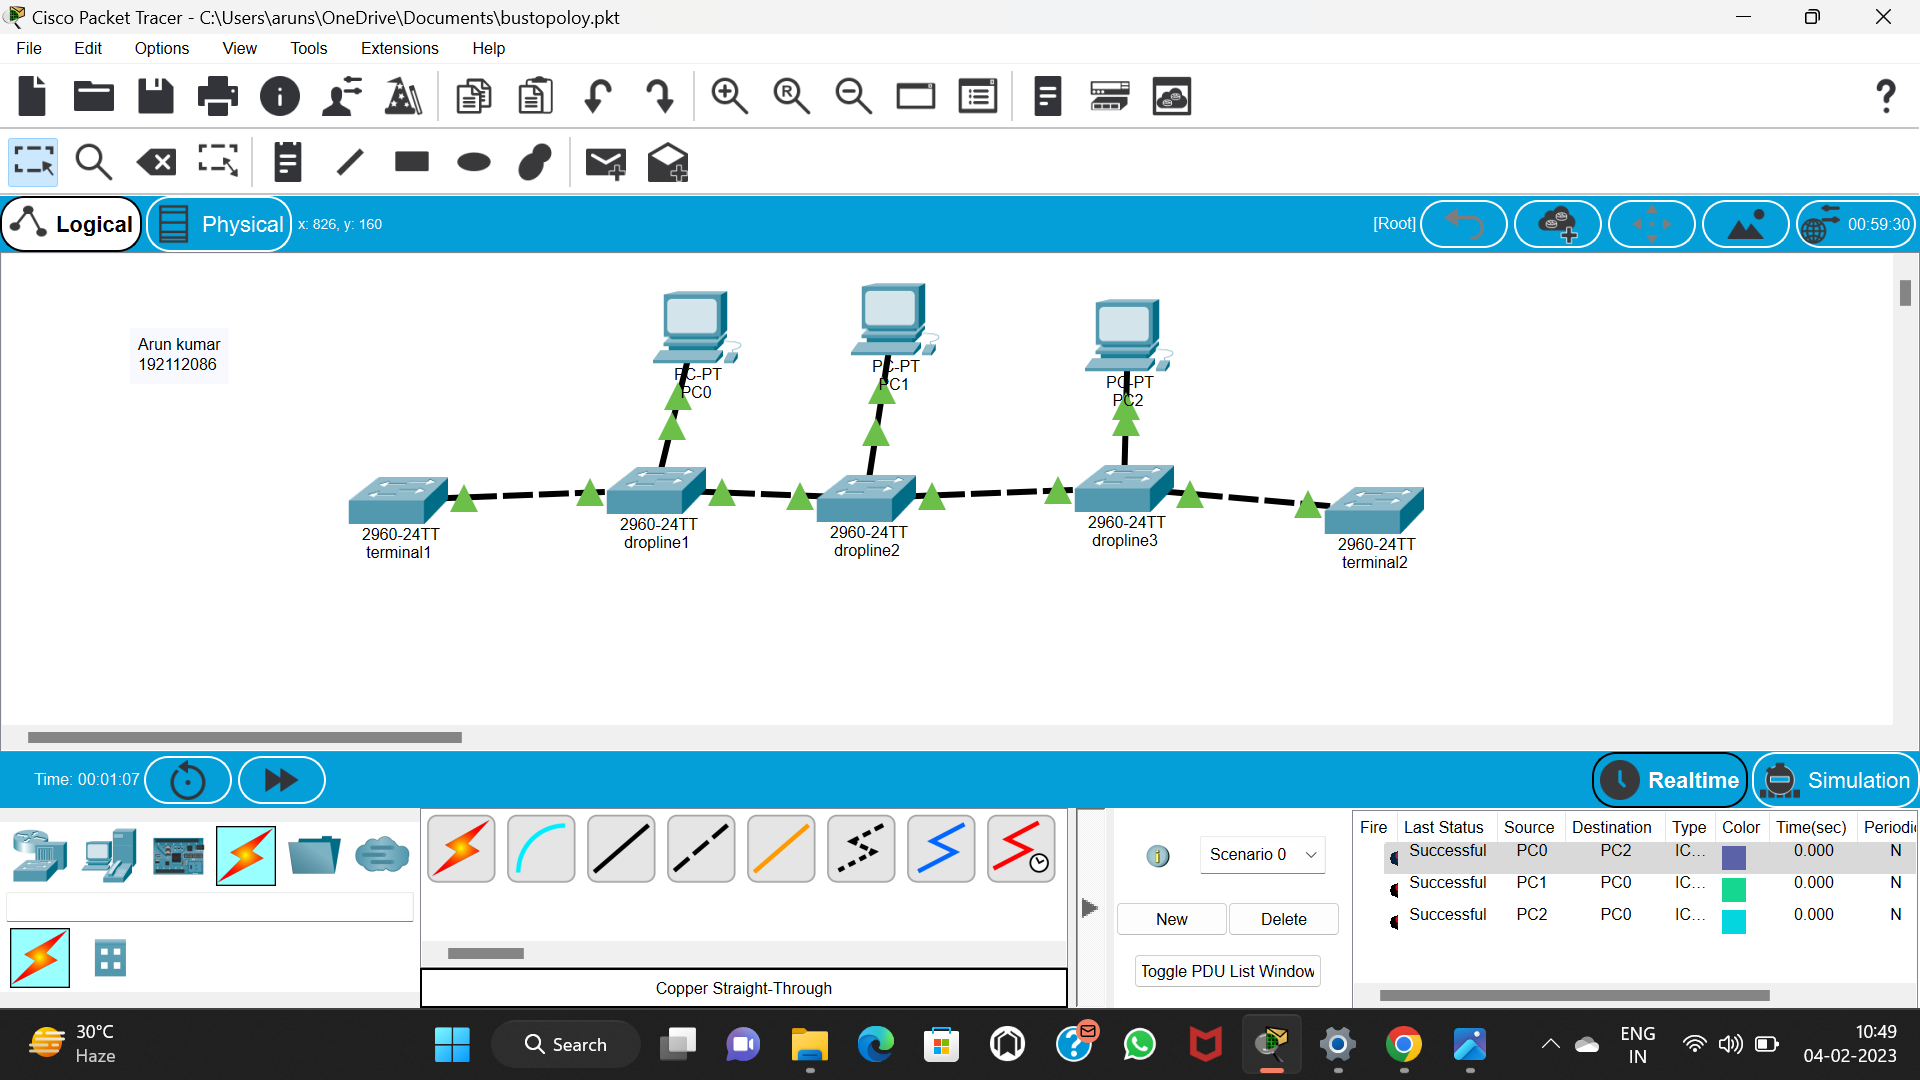 Cisco Packet Tracer - C:\Users\aruns\OneDrive\Documents\bustopoloy.pkt
File Edit Options View Tools Extensions Help
Logical Physical x: 826, y: 160 [Root] 00:59:30
Arun kumar
192112086
PC-PT
PC0
PC-PT
PC1
PC-PT
PC2
2960-24TT
terminal1
2960-24TT
dropline1
2960-24TT
dropline2
2960-24TT
dropline3
2960-24TT
terminal2
Time: 00:01:07 Realtime Simulation
Scenario 0
New Delete
Toggle PDU List Window
Copper Straight-Through
Fire Last Status Source Destination Type Color Time(sec) Periodi
Successful PC0 PC2 IC... 0.000 N
Successful PC1 PC0 IC... 0.000 N
Successful PC2 PC0 IC... 0.000 N
30°C
Haze
Search
ENG
IN
10:49
04-02-2023